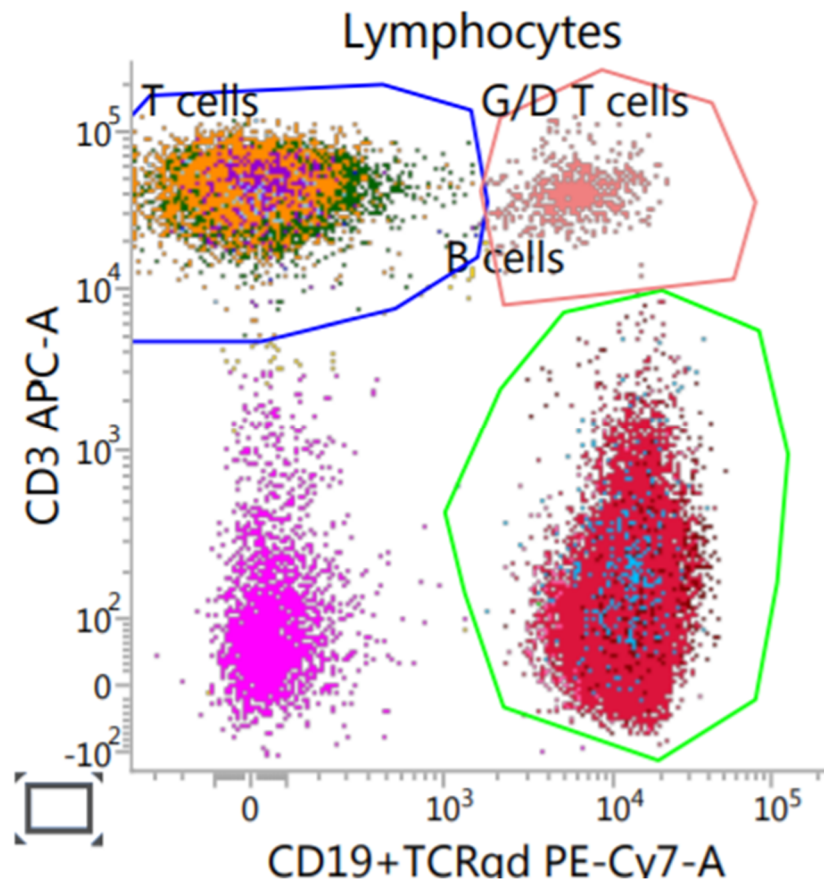 Lymphocytes
T cells
G/D T cells
B cells
10^5
10^4
10^3
10^2
0
-10^2
CD3 APC-A
0
10^3
10^4
10^5
CD19+TCRgd PE-Cy7-A